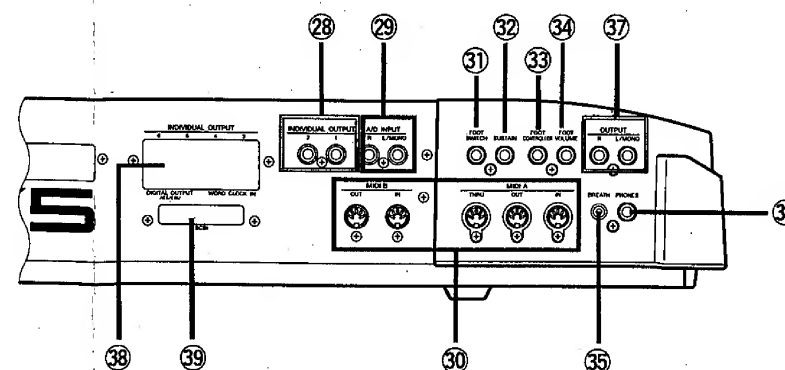 28 29 31 32 33 34 37
INDIVIDUAL OUTPUT
6 5 4 3
INDIVIDUAL OUTPUT
2 1
A/D INPUT
R L/MONO
FOOT
SWITCH
SUSTAIN
FOOT
CONTROLLER
FOOT
VOLUME
OUTPUT
R L/MONO
DIGITAL OUTPUT
AES/EBU
WORD CLOCK IN
SCSI
5
MIDI B
OUT IN
MIDI A
THRU OUT IN
BREATH PHONES
38 39 30 35